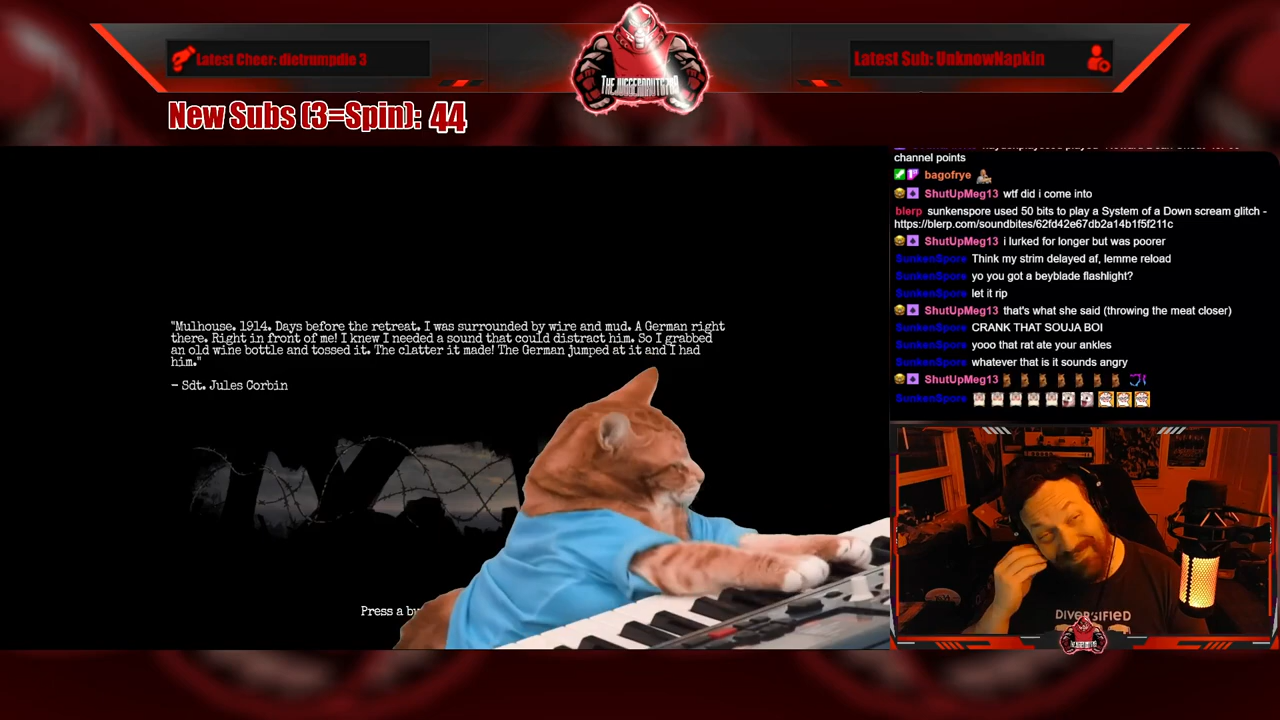 Latest Cheer: dietrumpdie 3
THEJUGGERNAUT
Latest Sub: UnknowNapkin
New Subs (3=Spin): 44
channel points
bagofrye
ShutUpMeg13 wtf did i come into
blerp sunkenspore used 50 bits to play a System of a Down scream glitch -
https://blerp.com/soundbites/62fd42e67db2a14b1f5f211c
ShutUpMeg13 i lurked for longer but was poorer
SunkenSpore Think my strim delayed af, lemme reload
SunkenSpore yo you got a beyblade flashlight?
SunkenSpore let it rip
ShutUpMeg13 that's what she said (throwing the meat closer)
SunkenSpore CRANK THAT SOUJA BOI
SunkenSpore yooo that rat ate your ankles
SunkenSpore whatever that is it sounds angry
ShutUpMeg13
SunkenSpore
"Mulhouse. 1914. Days before the retreat. I was surrounded by wire and mud. A German right
there. Right in front of me! I knew I needed a sound that could distract him. So I grabbed
an old wine bottle and tossed it. The clatter it made! The German jumped at it and I had
him."
– Sdt. Jules Corbin
Press a bu
DIVERSIFIED